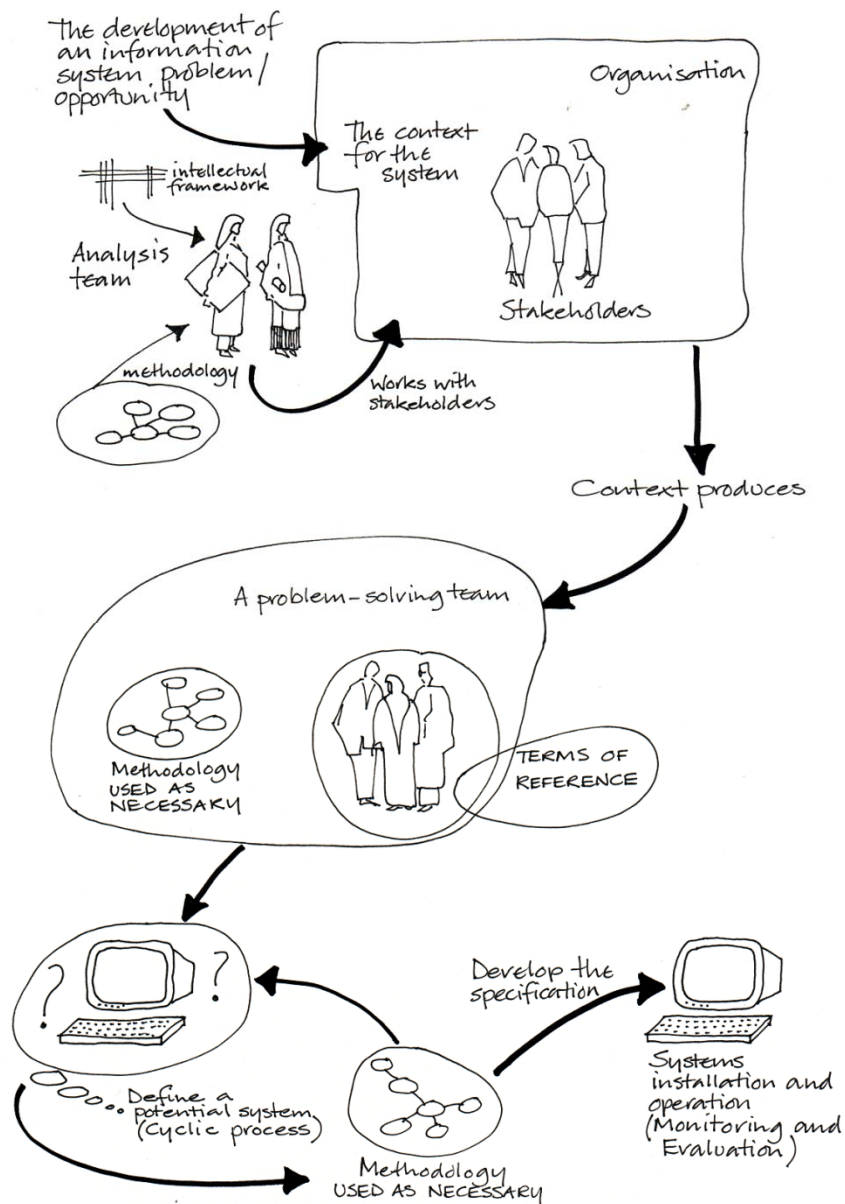 The development of
an information
system problem/
opportunity
Organisation
The context
for the
system
intellectual
framework
Analysis
team
Stakeholders
methodology
Works with
stakeholders
Context produces
A problem-solving team
Methodology
USED AS
NECESSARY
TERMS OF
REFERENCE
?
?
Develop the
specification
Define a
potential system
(Cyclic process)
Systems
installation and
operation
(Monitoring and
Evaluation)
Methodology
USED AS NECESSARY